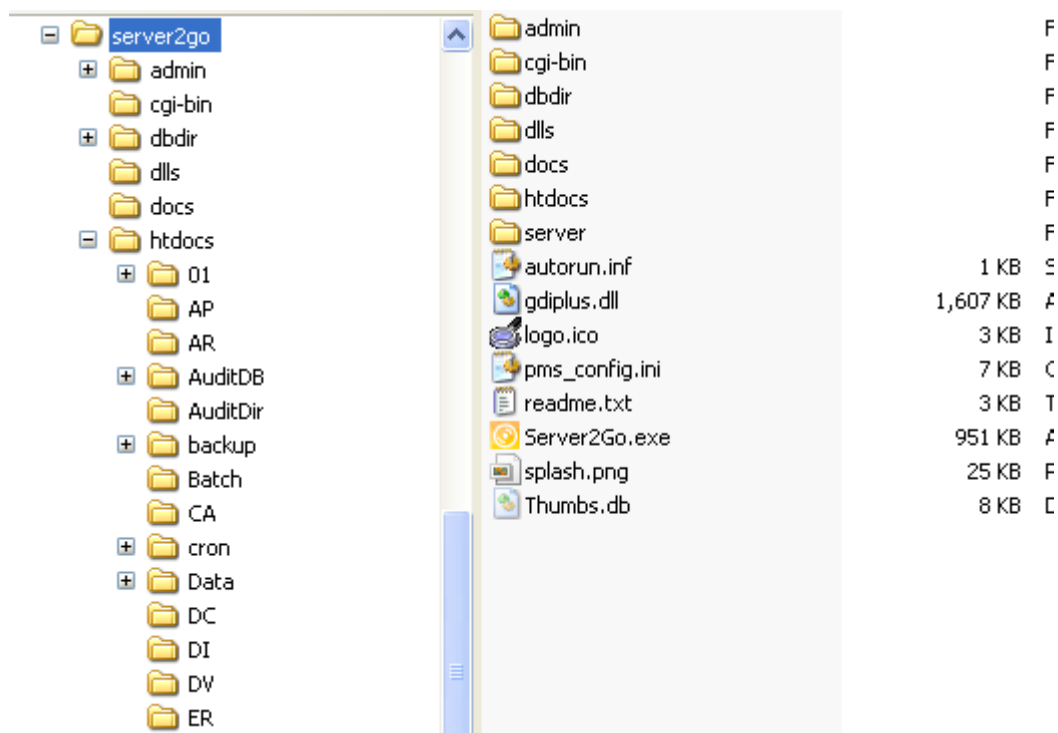 server2go
admin
cgi-bin
dbdir
dlls
docs
htdocs
01
AP
AR
AuditDB
AuditDir
backup
Batch
CA
cron
Data
DC
DI
DV
ER
admin
cgi-bin
dbdir
dlls
docs
htdocs
server
autorun.inf 1 KB
gdiplus.dll 1,607 KB
logo.ico 3 KB
pms_config.ini 7 KB
readme.txt 3 KB
Server2Go.exe 951 KB
splash.png 25 KB
Thumbs.db 8 KB